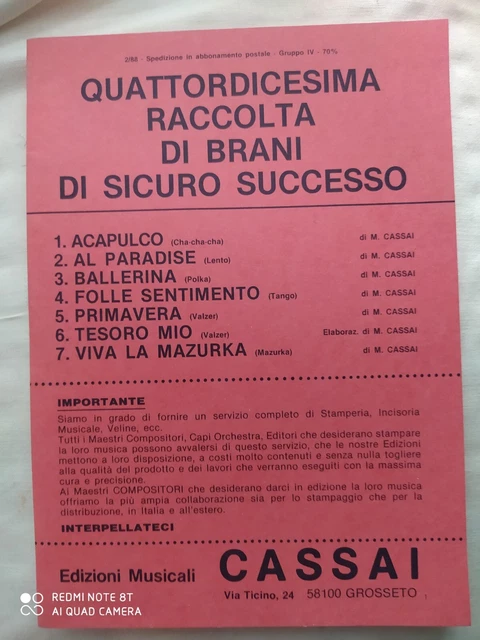 2/88 - Spedizione in abbonamento postale - Gruppo IV - 70%
QUATTORDICESIMA
RACCOLTA
DI BRANI
DI SICURO SUCCESSO
1. ACAPULCO (Cha-cha-cha) di M. CASSAI
2. AL PARADISE (Lento) di M. CASSAI
3. BALLERINA (Polka) di M. CASSAI
4. FOLLE SENTIMENTO (Tango) di M. CASSAI
5. PRIMAVERA (Valzer) di M. CASSAI
6. TESORO MIO (Valzer) Elaboraz. di M. CASSAI
7. VIVA LA MAZURKA (Mazurka) di M. CASSAI
IMPORTANTE
Siamo in grado di fornire un servizio completo di Stamperia, Incisoria
Musicale, Veline, ecc.
Tutti i Maestri Compositori, Capi Orchestra, Editori che desiderano stampare
la loro musica possono avvalersi di questo servizio, che le nostre Edizioni
mettono a loro disposizione, a costi molto contenuti e senza nulla togliere
alla qualità del prodotto e dei lavori che verranno eseguiti con la massima
cura e precisione.
Ai Maestri COMPOSITORI che desiderano darci in edizione la loro musica
offriamo la più ampia collaborazione sia per lo stampaggio che per la
distribuzione, in Italia e all'estero.
INTERPELLATECI
Edizioni Musicali CASSAI
Via Ticino, 24 58100 GROSSETO
REDMI NOTE 8T
AI QUAD CAMERA